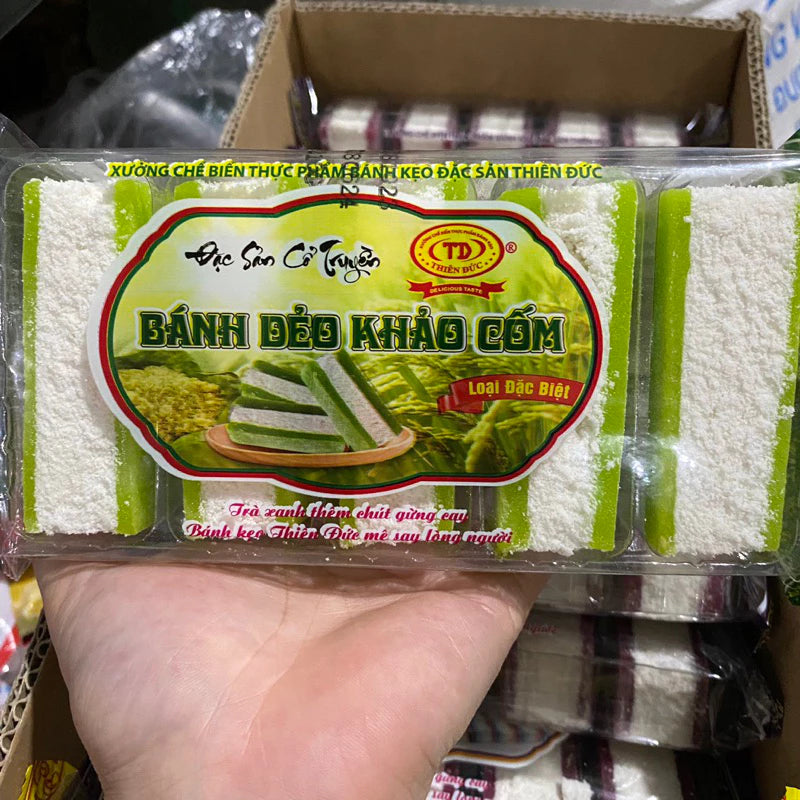 XƯỞNG CHẾ BIẾN THỰC PHẨM BÁNH KẸO ĐẶC SẢN THIÊN ĐỨC
Đặc Sản Cổ Truyền
TD
®
THIÊN ĐỨC
DELICIOUS TASTE
BÁNH DẺO KHẢO CỐM
Loại Đặc Biệt
Trà xanh thêm chút gừng cay
Bánh kẹo Thiên Đức mê say lòng người